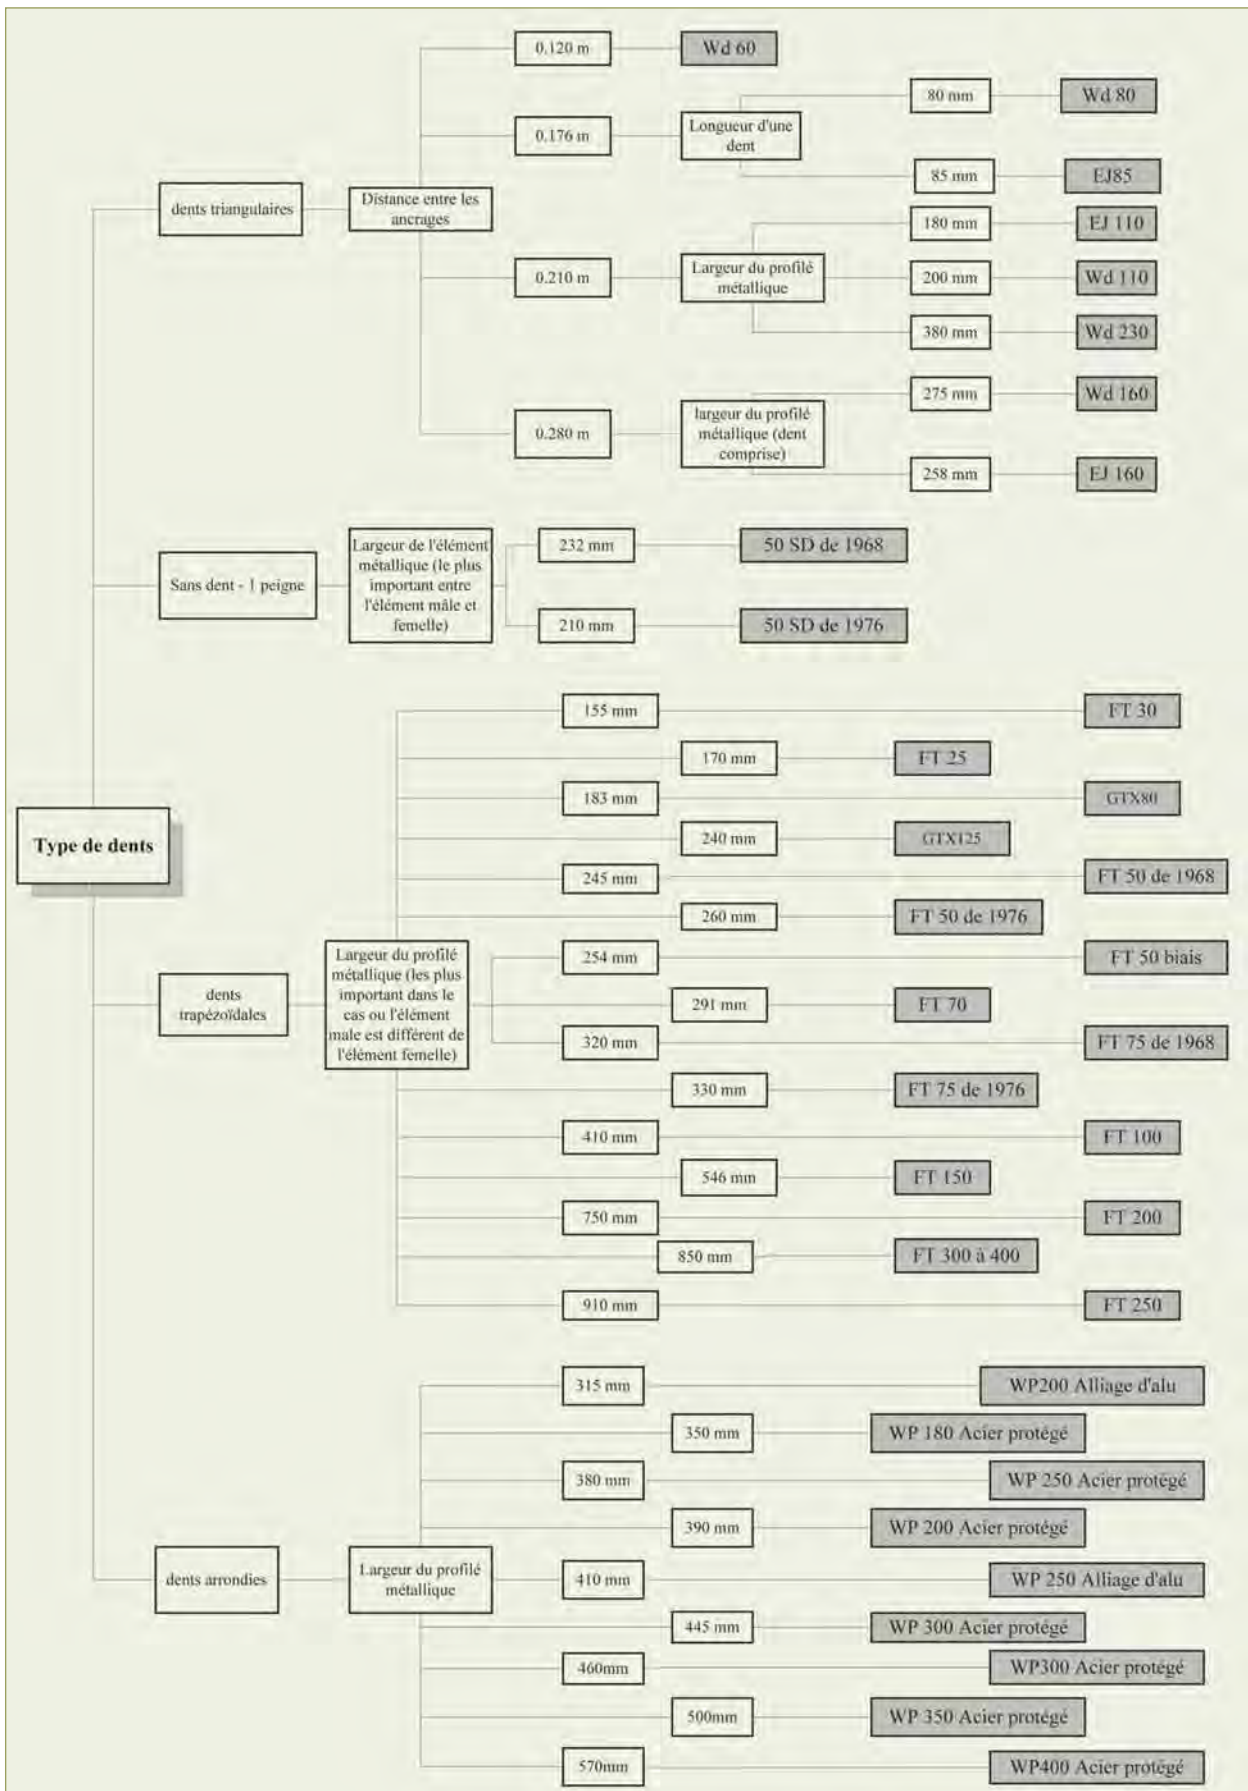 0.120 m
Wd 60
80 mm
Wd 80
0.176 m
Longueur d'une
dent
85 mm
EJ85
dents triangulaires
Distance entre les
ancrages
180 mm
EJ 110
0.210 m
Largeur du profilé
métallique
200 mm
Wd 110
380 mm
Wd 230
275 mm
Wd 160
0.280 m
largeur du profilé
métallique (dent
comprise)
258 mm
EJ 160
Sans dent - 1 peigne
Largeur de l'élément
métallique (le plus
important entre
l'élément mâle et
femelle)
232 mm
50 SD de 1968
210 mm
50 SD de 1976
Type de dents
155 mm
FT 30
170 mm
FT 25
183 mm
GTX80
240 mm
GTX125
245 mm
FT 50 de 1968
260 mm
FT 50 de 1976
dents
trapézoïdales
Largeur du profilé
métallique (les plus
important dans le
cas ou l'élément
male est différent de
l'élément femelle)
254 mm
FT 50 biais
291 mm
FT 70
320 mm
FT 75 de 1968
330 mm
FT 75 de 1976
410 mm
FT 100
546 mm
FT 150
750 mm
FT 200
850 mm
FT 300 à 400
910 mm
FT 250
315 mm
WP200 Alliage d'alu
350 mm
WP 180 Acier protégé
380 mm
WP 250 Acier protégé
390 mm
WP 200 Acier protégé
dents arrondies
Largeur du profilé
métallique
410 mm
WP 250 Alliage d'alu
445 mm
WP 300 Acier protégé
460mm
WP300 Acier protégé
500mm
WP 350 Acier protégé
570mm
WP400 Acier protégé